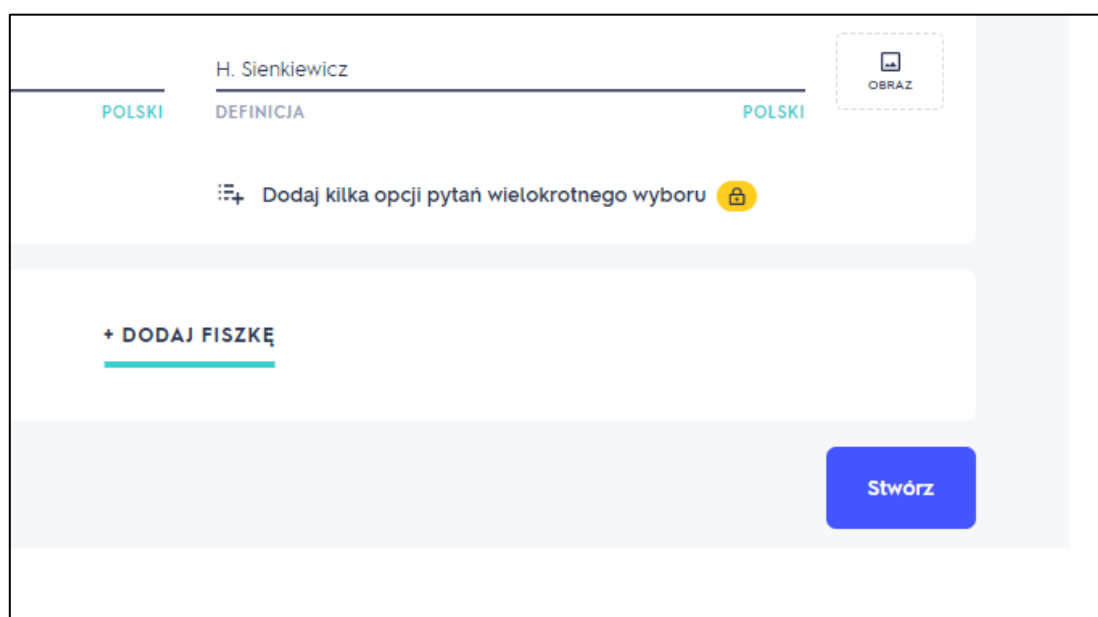 H. Sienkiewicz
OBRAZ
POLSKI DEFINICJA POLSKI
Dodaj kilka opcji pytań wielokrotnego wyboru
+ DODAJ FISZKĘ
Stwórz